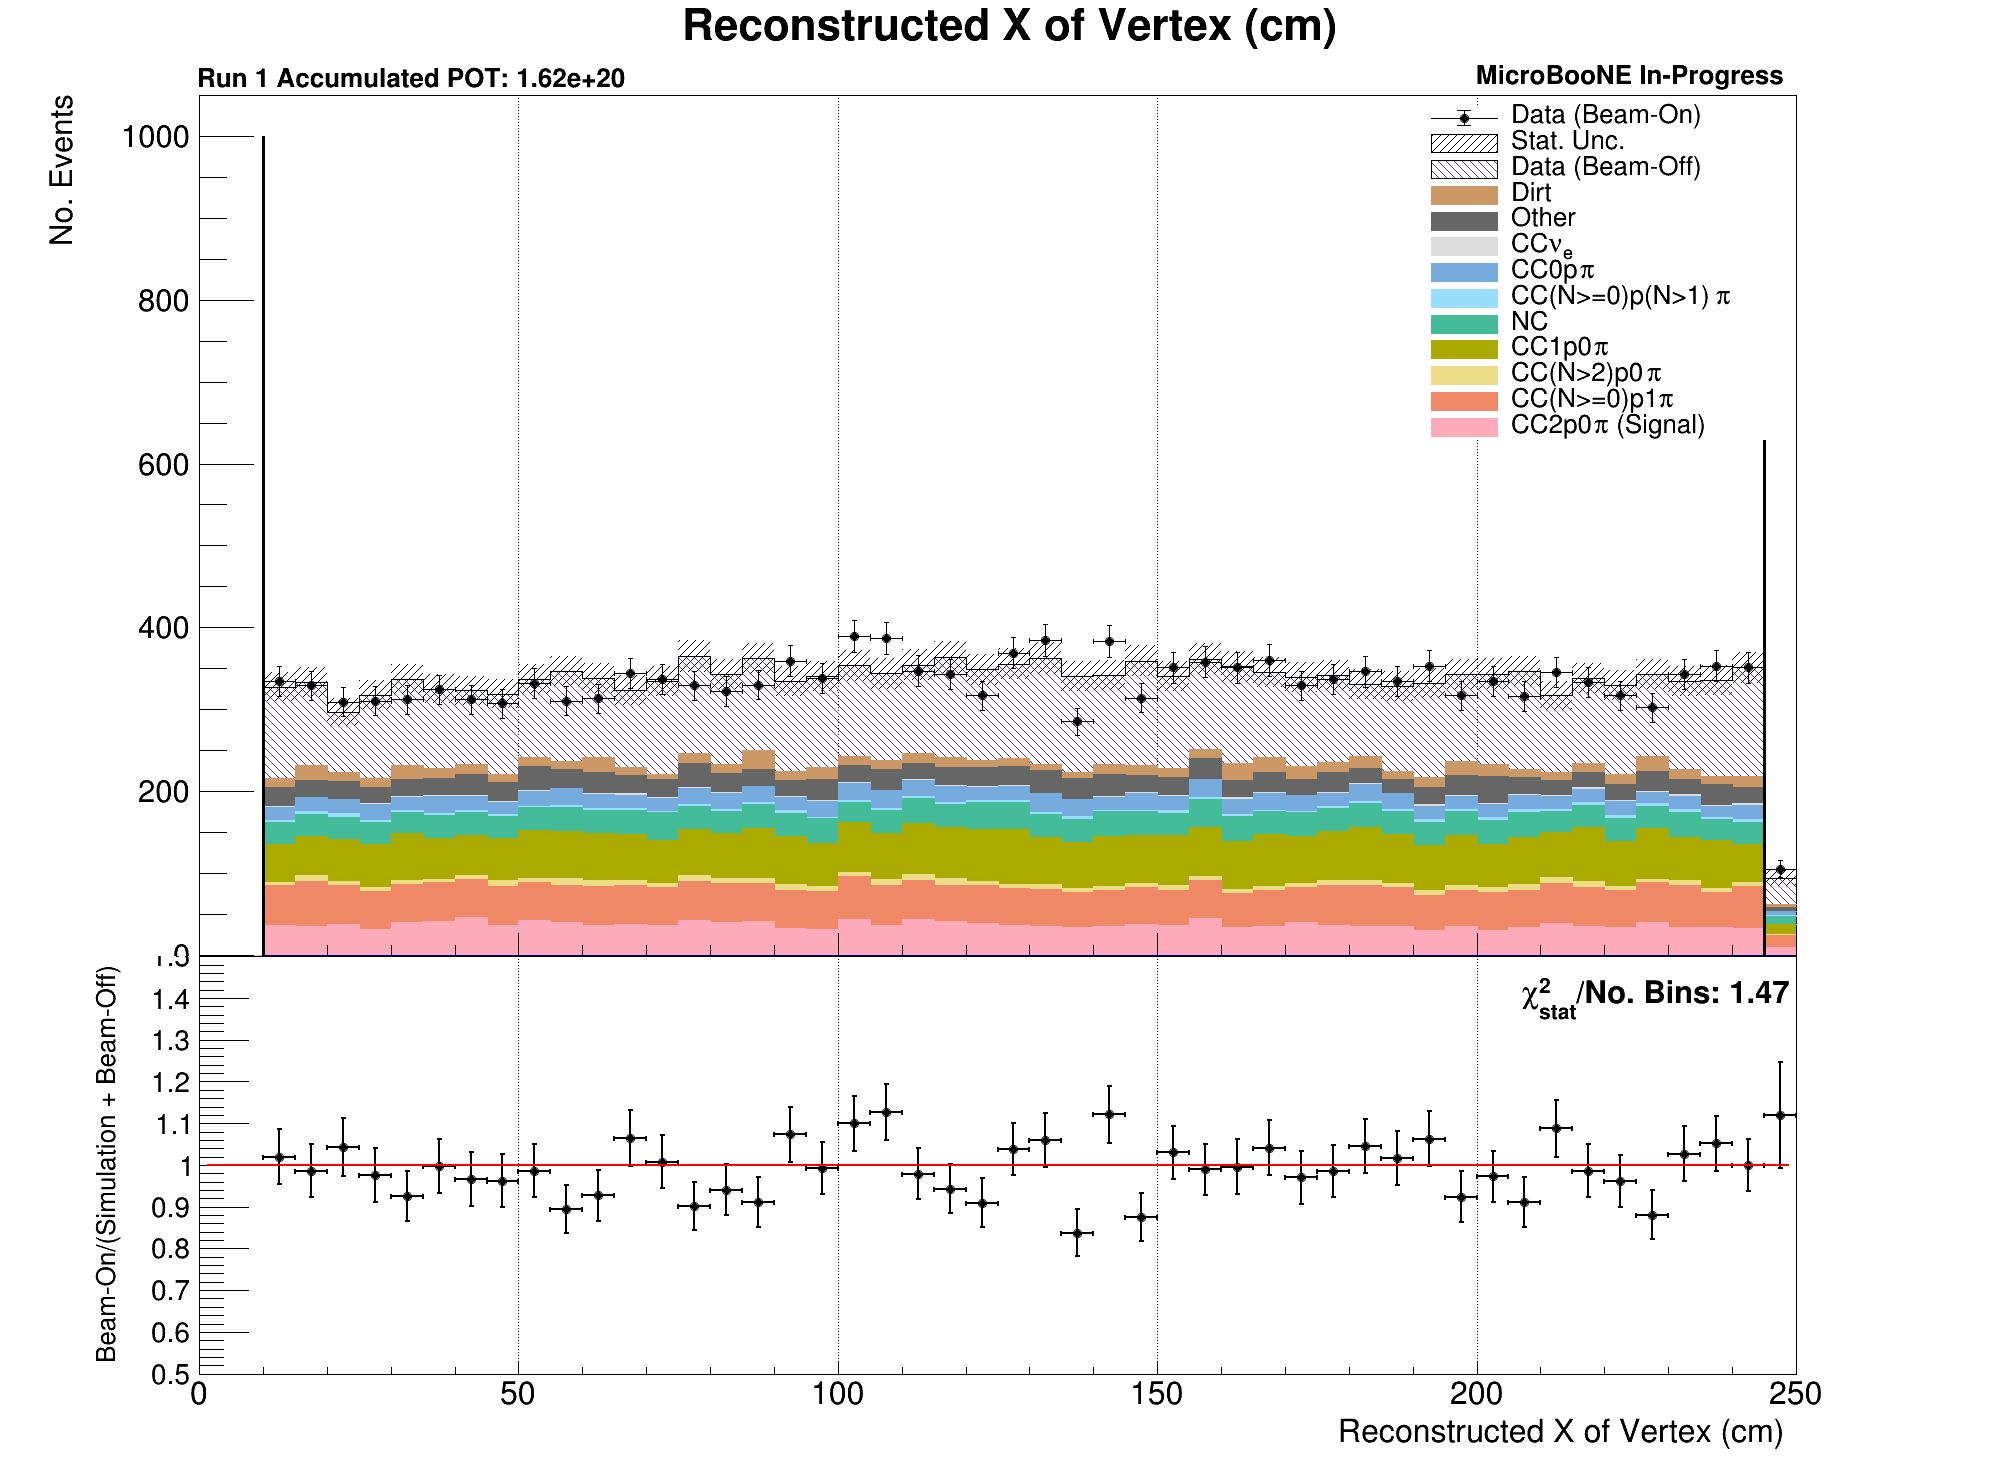 Reconstructed X of Vertex (cm)
Run 1 Accumulated POT: 1.62e+20
MicroBooNE In-Progress
No. Events
1000
800
600
400
200
0
Data (Beam-On)
Stat. Unc.
Data (Beam-Off)
Dirt
Other
CCνe
CC0pπ
CC(N>=0)p(N>1) π
NC
CC1p0π
CC(N>2)p0π
CC(N>=0)p1π
CC2p0π (Signal)
Beam-On/(Simulation + Beam-Off)
χ²stat/No. Bins: 1.47
1.5
1.4
1.3
1.2
1.1
1
0.9
0.8
0.7
0.6
0.5
0 50 100 150 200 250
Reconstructed X of Vertex (cm)